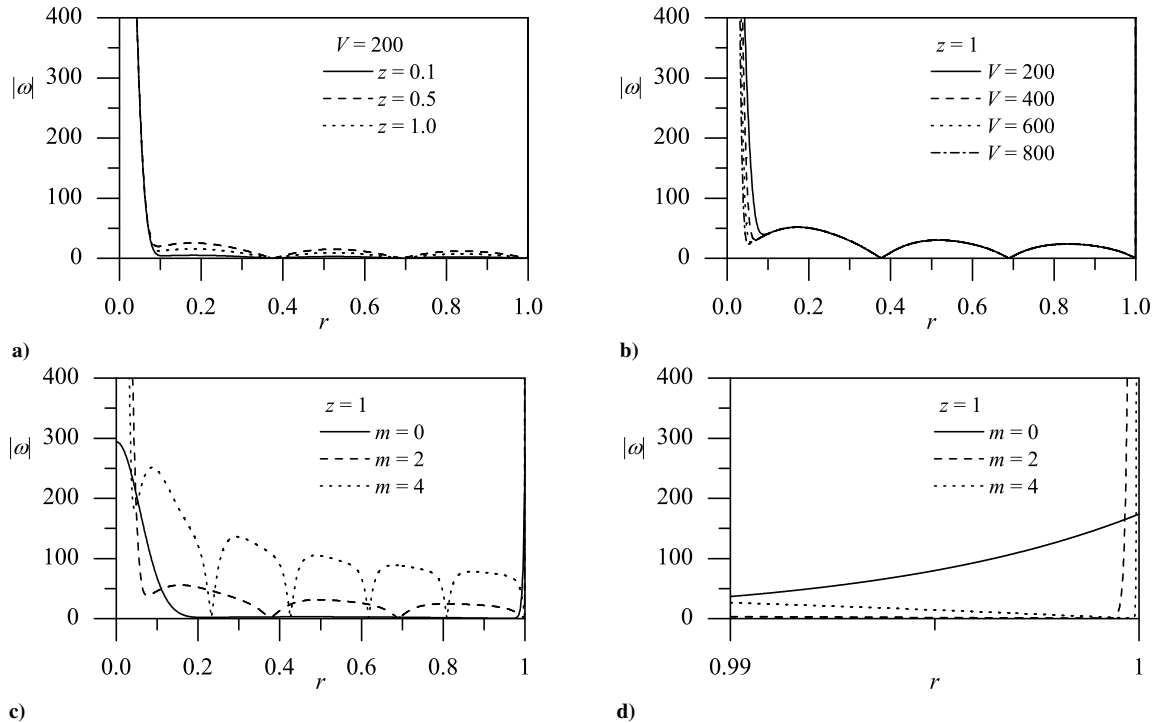 400
300
|ω|
200
100
0
0.0 0.2 0.4 0.6 0.8 1.0
r
V = 200
z = 0.1
z = 0.5
z = 1.0
a)
400
300
|ω|
200
100
0
0.0 0.2 0.4 0.6 0.8 1.0
r
z = 1
V = 200
V = 400
V = 600
V = 800
b)
400
300
|ω|
200
100
0
0.0 0.2 0.4 0.6 0.8 1
r
z = 1
m = 0
m = 2
m = 4
c)
400
300
|ω|
200
100
0
0.99 1
r
z = 1
m = 0
m = 2
m = 4
d)